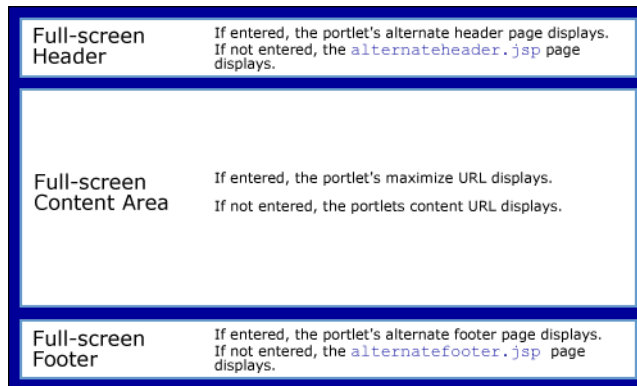 Full-screen
Header
If entered, the portlet's alternate header page displays.
If not entered, the alternateheader.jsp page
displays.
Full-screen
Content Area
If entered, the portlet's maximize URL displays.
If not entered, the portlets content URL displays.
Full-screen
Footer
If entered, the portlet's alternate footer page displays.
If not entered, the alternatefooter.jsp page
displays.